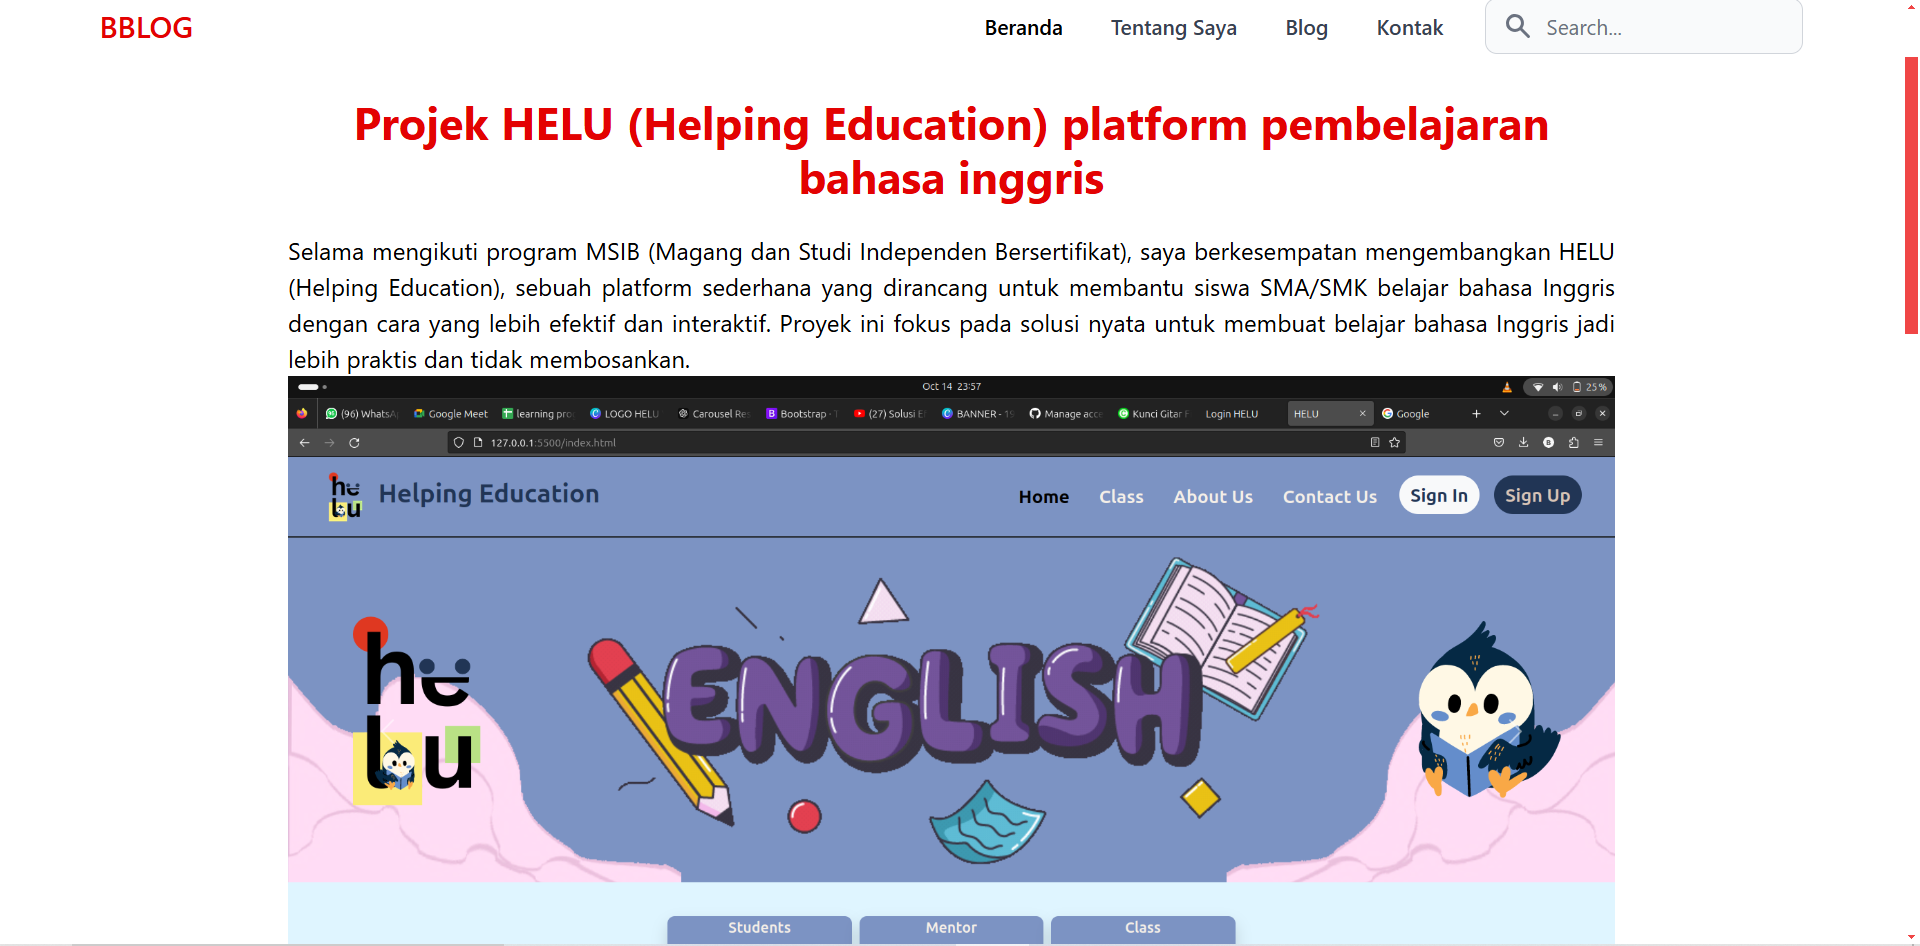 BBLOG
Beranda Tentang Saya Blog Kontak Search...
Projek HELU (Helping Education) platform pembelajaran
bahasa inggris
Selama mengikuti program MSIB (Magang dan Studi Independen Bersertifikat), saya berkesempatan mengembangkan HELU
(Helping Education), sebuah platform sederhana yang dirancang untuk membantu siswa SMA/SMK belajar bahasa Inggris
dengan cara yang lebih efektif dan interaktif. Proyek ini fokus pada solusi nyata untuk membuat belajar bahasa Inggris jadi
lebih praktis dan tidak membosankan.
Oct 14 23:57 25%
(96) WhatsA Google Meet learning pro LOGO HELU Carousel Res Bootstrap · (27) Solusi E BANNER - 19 Manage acce Kunci Gitar F Login HELU HELU Google
127.0.0.1:5500/index.html
helu Helping Education Home Class About Us Contact Us Sign In Sign Up
he
lu
ENGLISH
Students Mentor Class